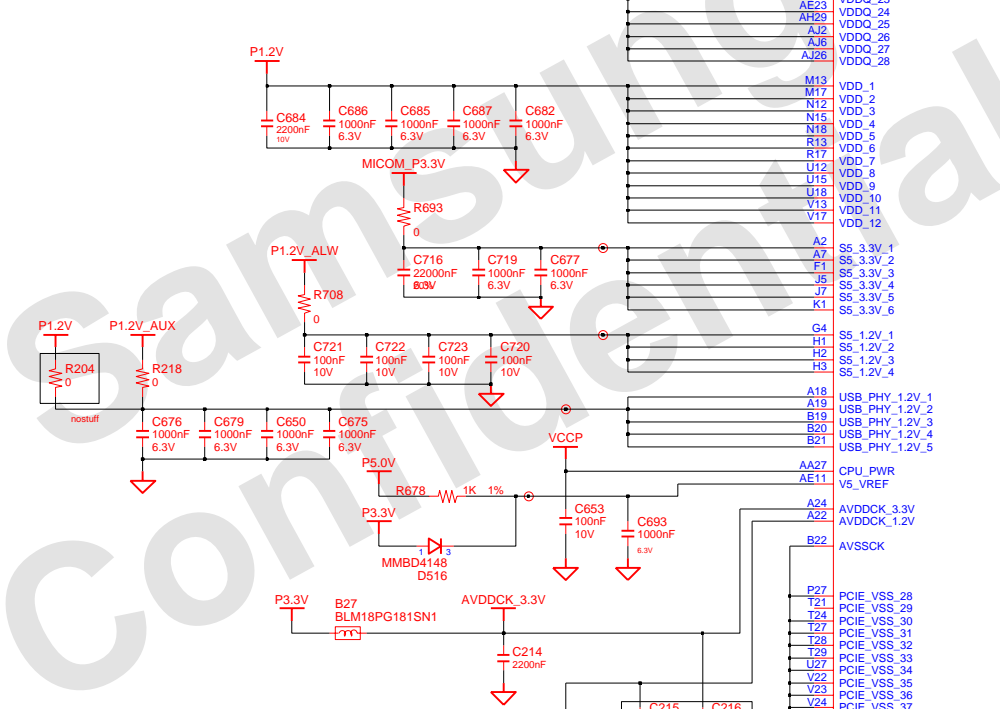 AE23 VDDQ_24
AH29 VDDQ_25
AJ2 VDDQ_26
AJ6 VDDQ_27
AJ26 VDDQ_28
P1.2V
C684
2200nF
10V
C686
1000nF
6.3V
C685
1000nF
6.3V
C687
1000nF
6.3V
C682
1000nF
6.3V
M13 VDD_1
M17 VDD_2
N12 VDD_3
N15 VDD_4
N18 VDD_5
R13 VDD_6
R17 VDD_7
U12 VDD_8
U15 VDD_9
U18 VDD_10
V13 VDD_11
V17 VDD_12
MICOM_P3.3V
R693
0
C716
22000nF
6.3V
C719
1000nF
6.3V
C677
1000nF
6.3V
A2 S5_3.3V_1
A7 S5_3.3V_2
F1 S5_3.3V_3
J5 S5_3.3V_4
J7 S5_3.3V_5
K1 S5_3.3V_6
P1.2V_ALW
R708
0
C721
100nF
10V
C722
100nF
10V
C723
100nF
10V
C720
100nF
10V
G4 S5_1.2V_1
H1 S5_1.2V_2
H2 S5_1.2V_3
H3 S5_1.2V_4
P1.2V
R204
0
nostuff
P1.2V_AUX
R218
0
C676
1000nF
6.3V
C679
1000nF
6.3V
C650
1000nF
6.3V
C675
1000nF
6.3V
A18 USB_PHY_1.2V_1
A19 USB_PHY_1.2V_2
B19 USB_PHY_1.2V_3
B20 USB_PHY_1.2V_4
B21 USB_PHY_1.2V_5
VCCP
AA27 CPU_PWR
AE11 V5_VREF
P5.0V
R678 1K 1%
P3.3V
1 3
MMBD4148
D516
C653
100nF
10V
C693
1000nF
6.3V
A24 AVDDCK_3.3V
A22 AVDDCK_1.2V
B22 AVSSCK
P3.3V
B27
BLM18PG181SN1
AVDDCK_3.3V
C214
2200nF
P27 PCIE_VSS_28
T21 PCIE_VSS_29
T24 PCIE_VSS_30
T27 PCIE_VSS_31
T28 PCIE_VSS_32
T29 PCIE_VSS_33
U27 PCIE_VSS_34
V22 PCIE_VSS_35
V23 PCIE_VSS_36
V24 PCIE_VSS_37
C215 C216
Samsung
Confidential